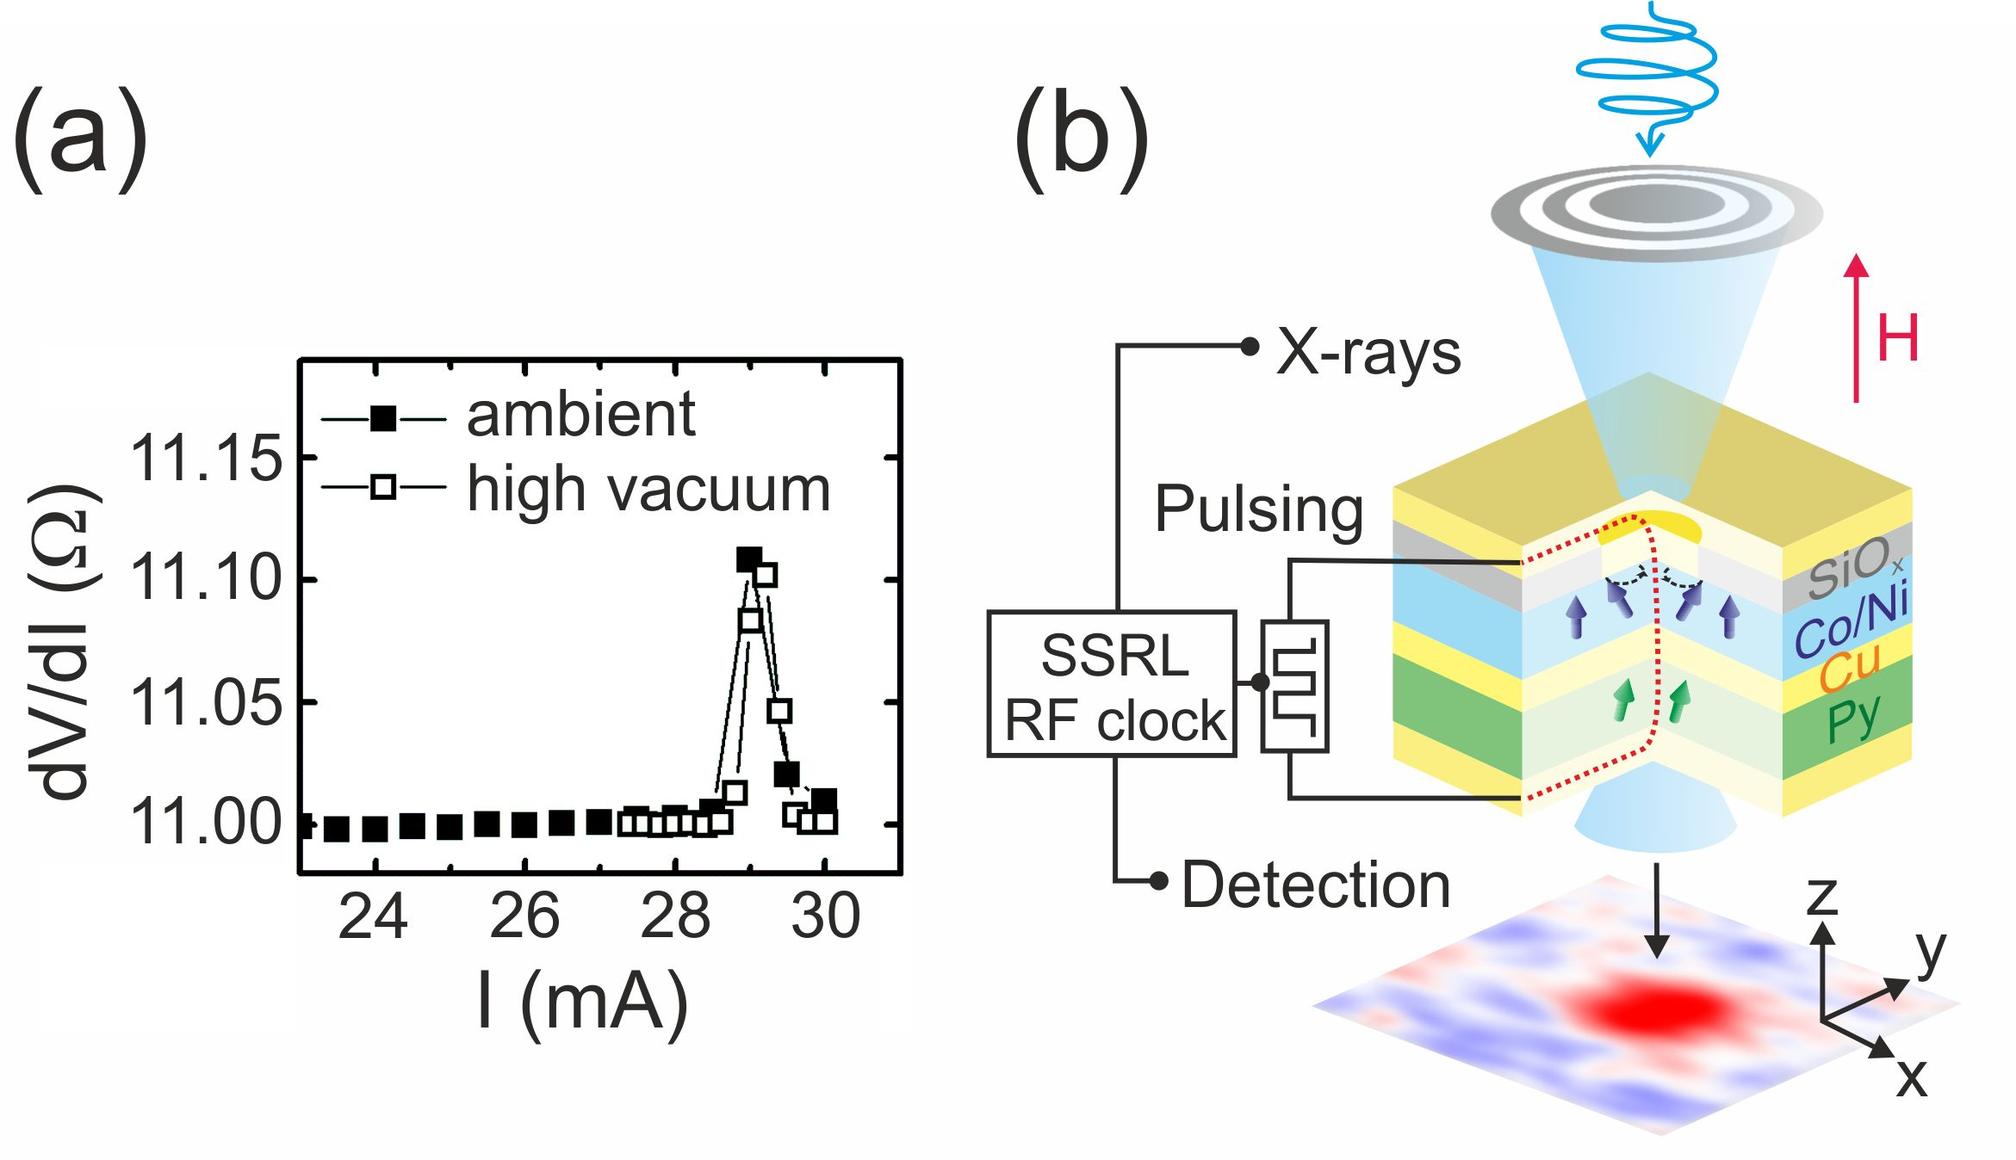 (a)
ambient
high vacuum
11.15
11.10
11.05
11.00
dV/dI (Ω)
24 26 28 30
I (mA)
(b)
H
X-rays
Pulsing
SSRL
RF clock
Detection
SiOx
Co/Ni
Cu
Py
z
y
x